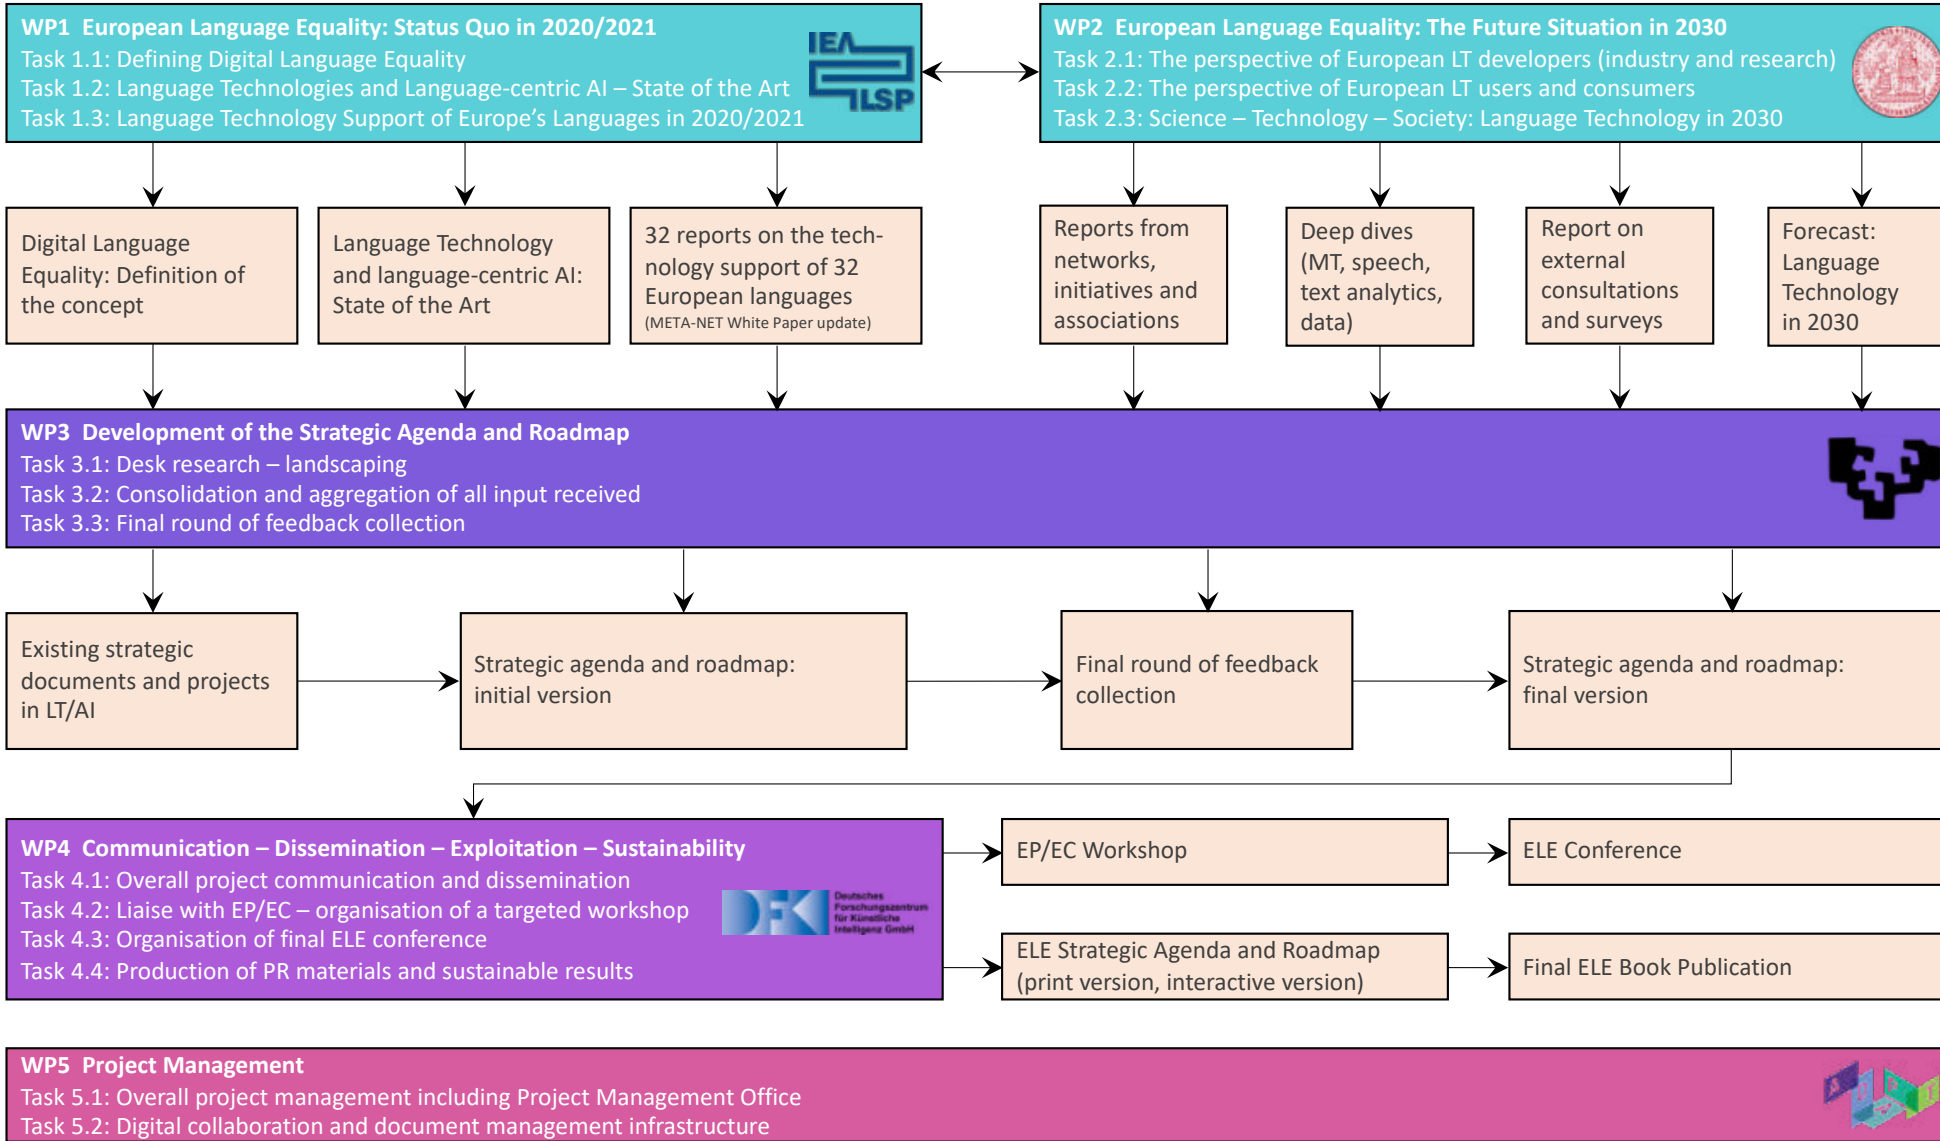 WP1 European Language Equality: Status Quo in 2020/2021
Task 1.1: Defining Digital Language Equality
Task 1.2: Language Technologies and Language-centric AI – State of the Art
Task 1.3: Language Technology Support of Europe's Languages in 2020/2021
IEA
ILSP
WP2 European Language Equality: The Future Situation in 2030
Task 2.1: The perspective of European LT developers (industry and research)
Task 2.2: The perspective of European LT users and consumers
Task 2.3: Science – Technology – Society: Language Technology in 2030
Digital Language
Equality: Definition of
the concept
Language Technology
and language-centric AI:
State of the Art
32 reports on the tech-
nology support of 32
European languages
(META-NET White Paper update)
Reports from
networks,
initiatives and
associations
Deep dives
(MT, speech,
text analytics,
data)
Report on
external
consultations
and surveys
Forecast:
Language
Technology
in 2030
WP3 Development of the Strategic Agenda and Roadmap
Task 3.1: Desk research – landscaping
Task 3.2: Consolidation and aggregation of all input received
Task 3.3: Final round of feedback collection
Existing strategic
documents and projects
in LT/AI
Strategic agenda and roadmap:
initial version
Final round of feedback
collection
Strategic agenda and roadmap:
final version
WP4 Communication – Dissemination – Exploitation – Sustainability
Task 4.1: Overall project communication and dissemination
Task 4.2: Liaise with EP/EC – organisation of a targeted workshop
Task 4.3: Organisation of final ELE conference
Task 4.4: Production of PR materials and sustainable results
DFK
Deutsches
Forschungszentrum
für Künstliche
Intelligenz GmbH
EP/EC Workshop
ELE Conference
ELE Strategic Agenda and Roadmap
(print version, interactive version)
Final ELE Book Publication
WP5 Project Management
Task 5.1: Overall project management including Project Management Office
Task 5.2: Digital collaboration and document management infrastructure